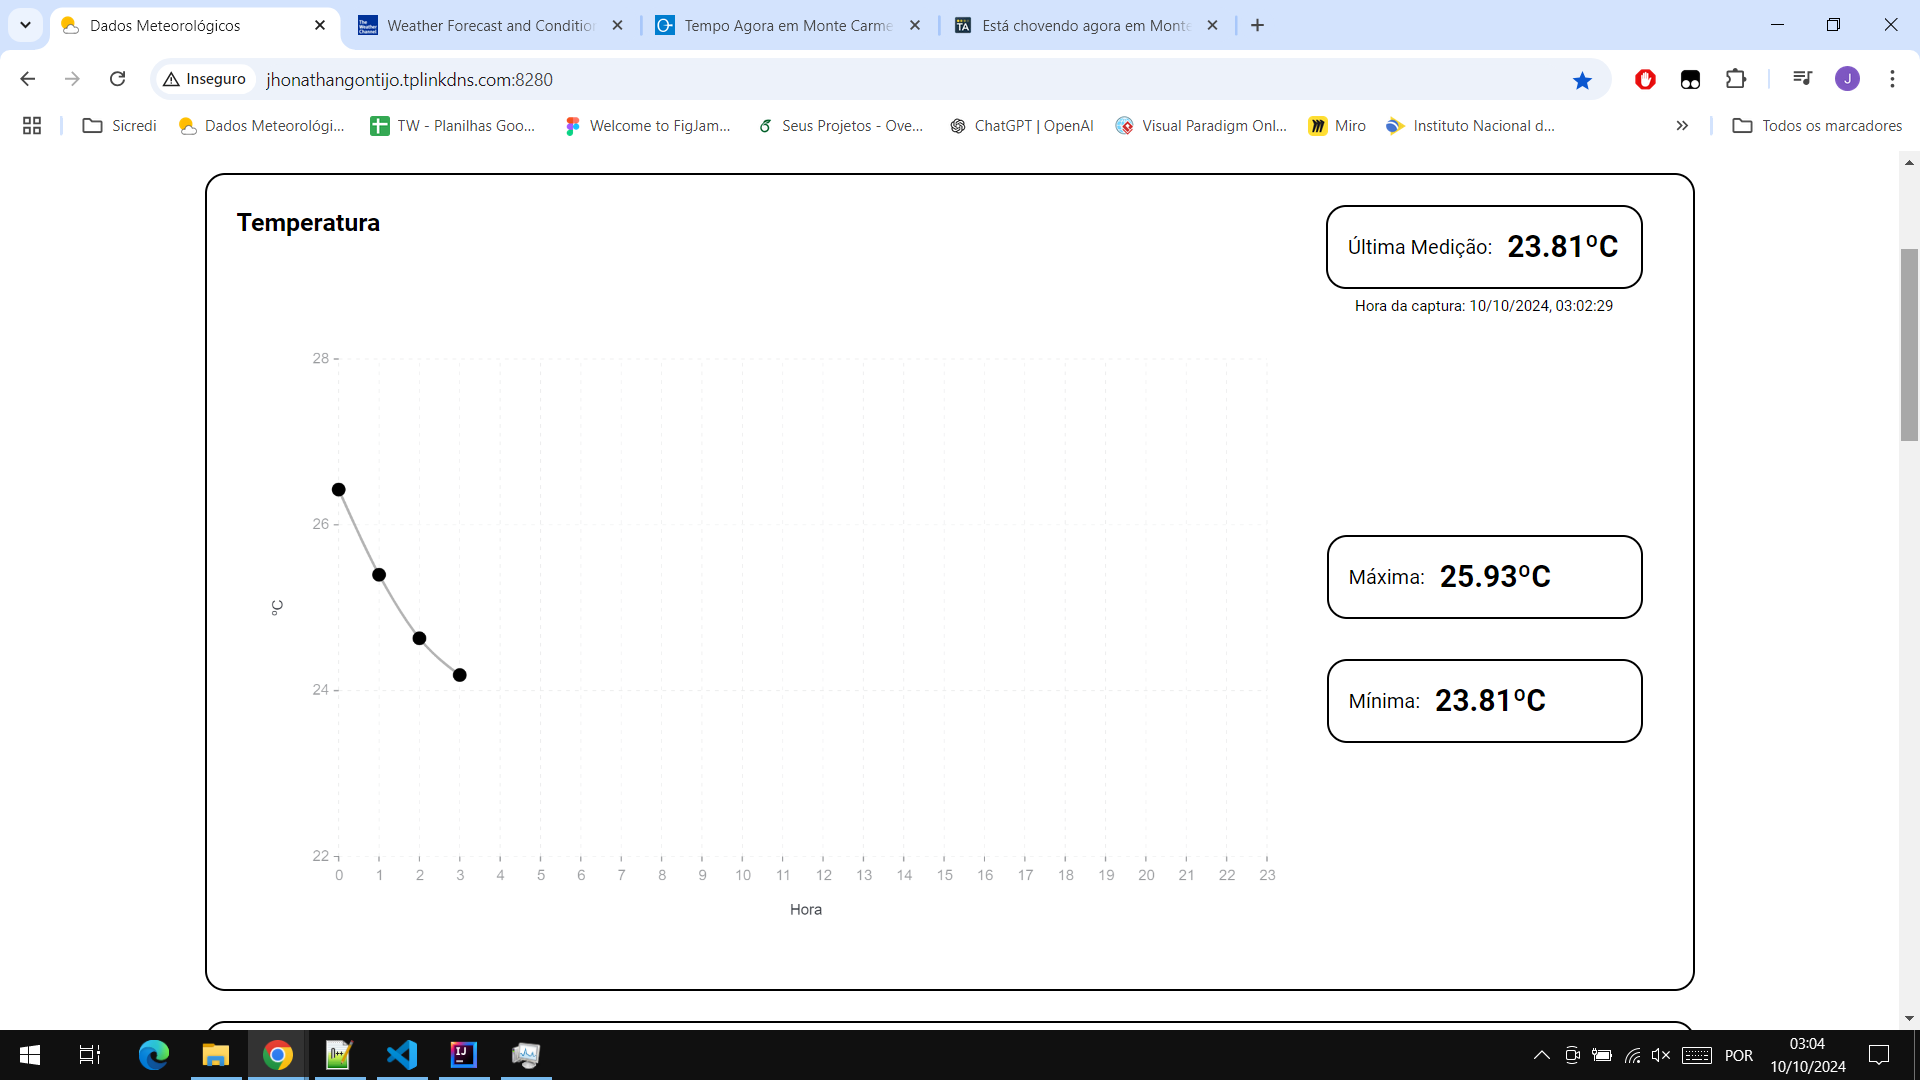 Dados Meteorológicos
Weather Forecast and Condition
Tempo Agora em Monte Carme
Está chovendo agora em Monte
Inseguro
jhonathangontijo.tplinkdns.com:8280
J
Sicredi
Dados Meteorológi...
TW - Planilhas Goo...
Welcome to FigJam...
Seus Projetos - Ove...
ChatGPT | OpenAI
Visual Paradigm Onl...
Miro
Instituto Nacional d...
Todos os marcadores
Temperatura
Última Medição: 23.81ºC
Hora da captura: 10/10/2024, 03:02:29
28
26
24
22
ºC
0 1 2 3 4 5 6 7 8 9 10 11 12 13 14 15 16 17 18 19 20 21 22 23
Hora
Máxima: 25.93ºC
Mínima: 23.81ºC
POR
03:04
10/10/2024